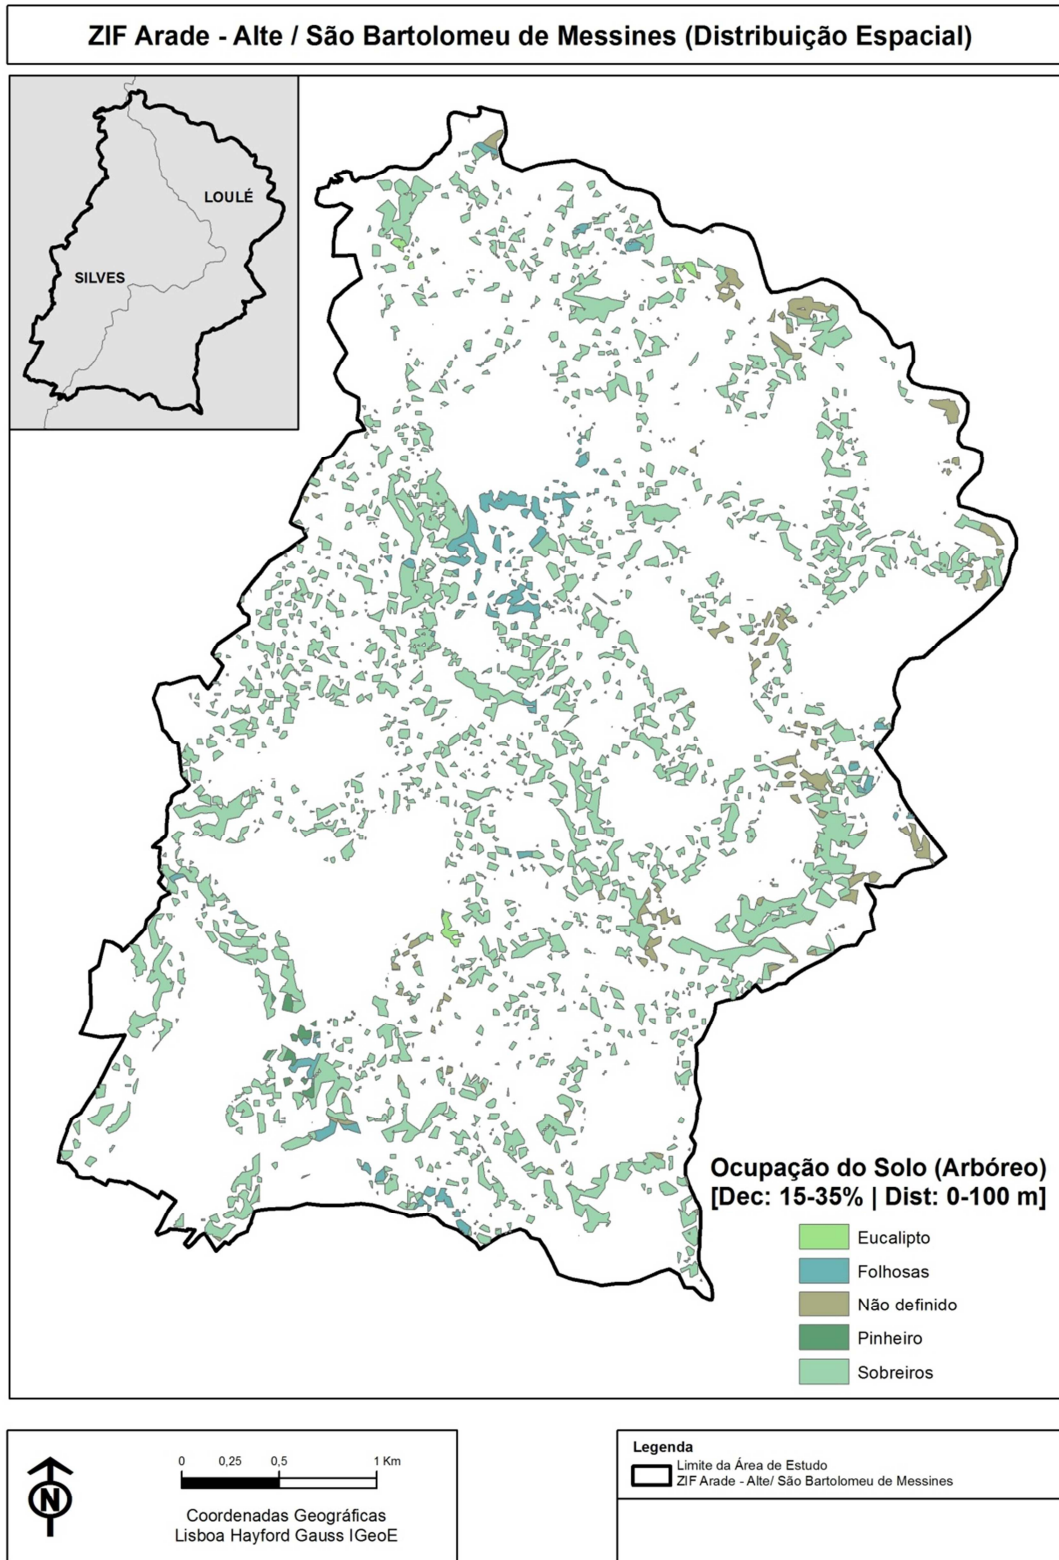 ZIF Arade - Alte / São Bartolomeu de Messines (Distribuição Espacial)
LOULÉ
SILVES
Ocupação do Solo (Arbóreo)
[Dec: 15-35% | Dist: 0-100 m]
Eucalipto
Folhosas
Não definido
Pinheiro
Sobreiros
N
0 0,25 0,5 1 Km
Coordenadas Geográficas
Lisboa Hayford Gauss IGeoE
Legenda
Limite da Área de Estudo
ZIF Arade - Alte/ São Bartolomeu de Messines